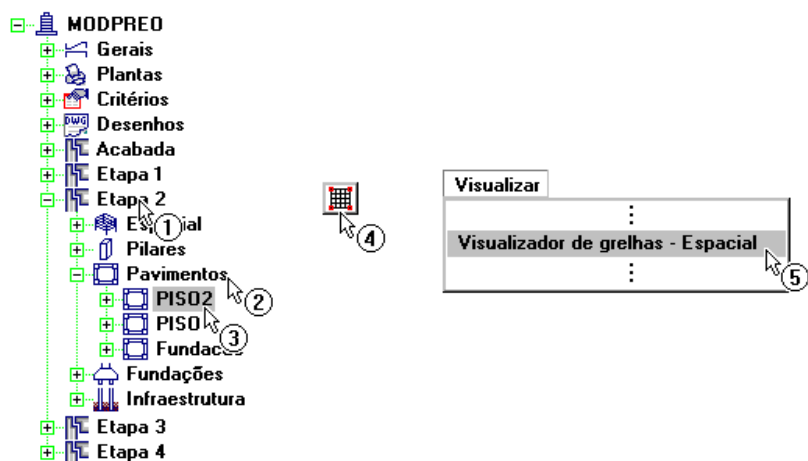 MODPREO
Gerais
Plantas
Critérios
DWG Desenhos
Acabada
Etapa 1
Etapa 2
1
Pilares
Pavimentos
2
PISO2
PISO
3
Fundações
Infraestrutura
Etapa 3
Etapa 4
4
Visualizar
Visualizador de grelhas - Espacial
5